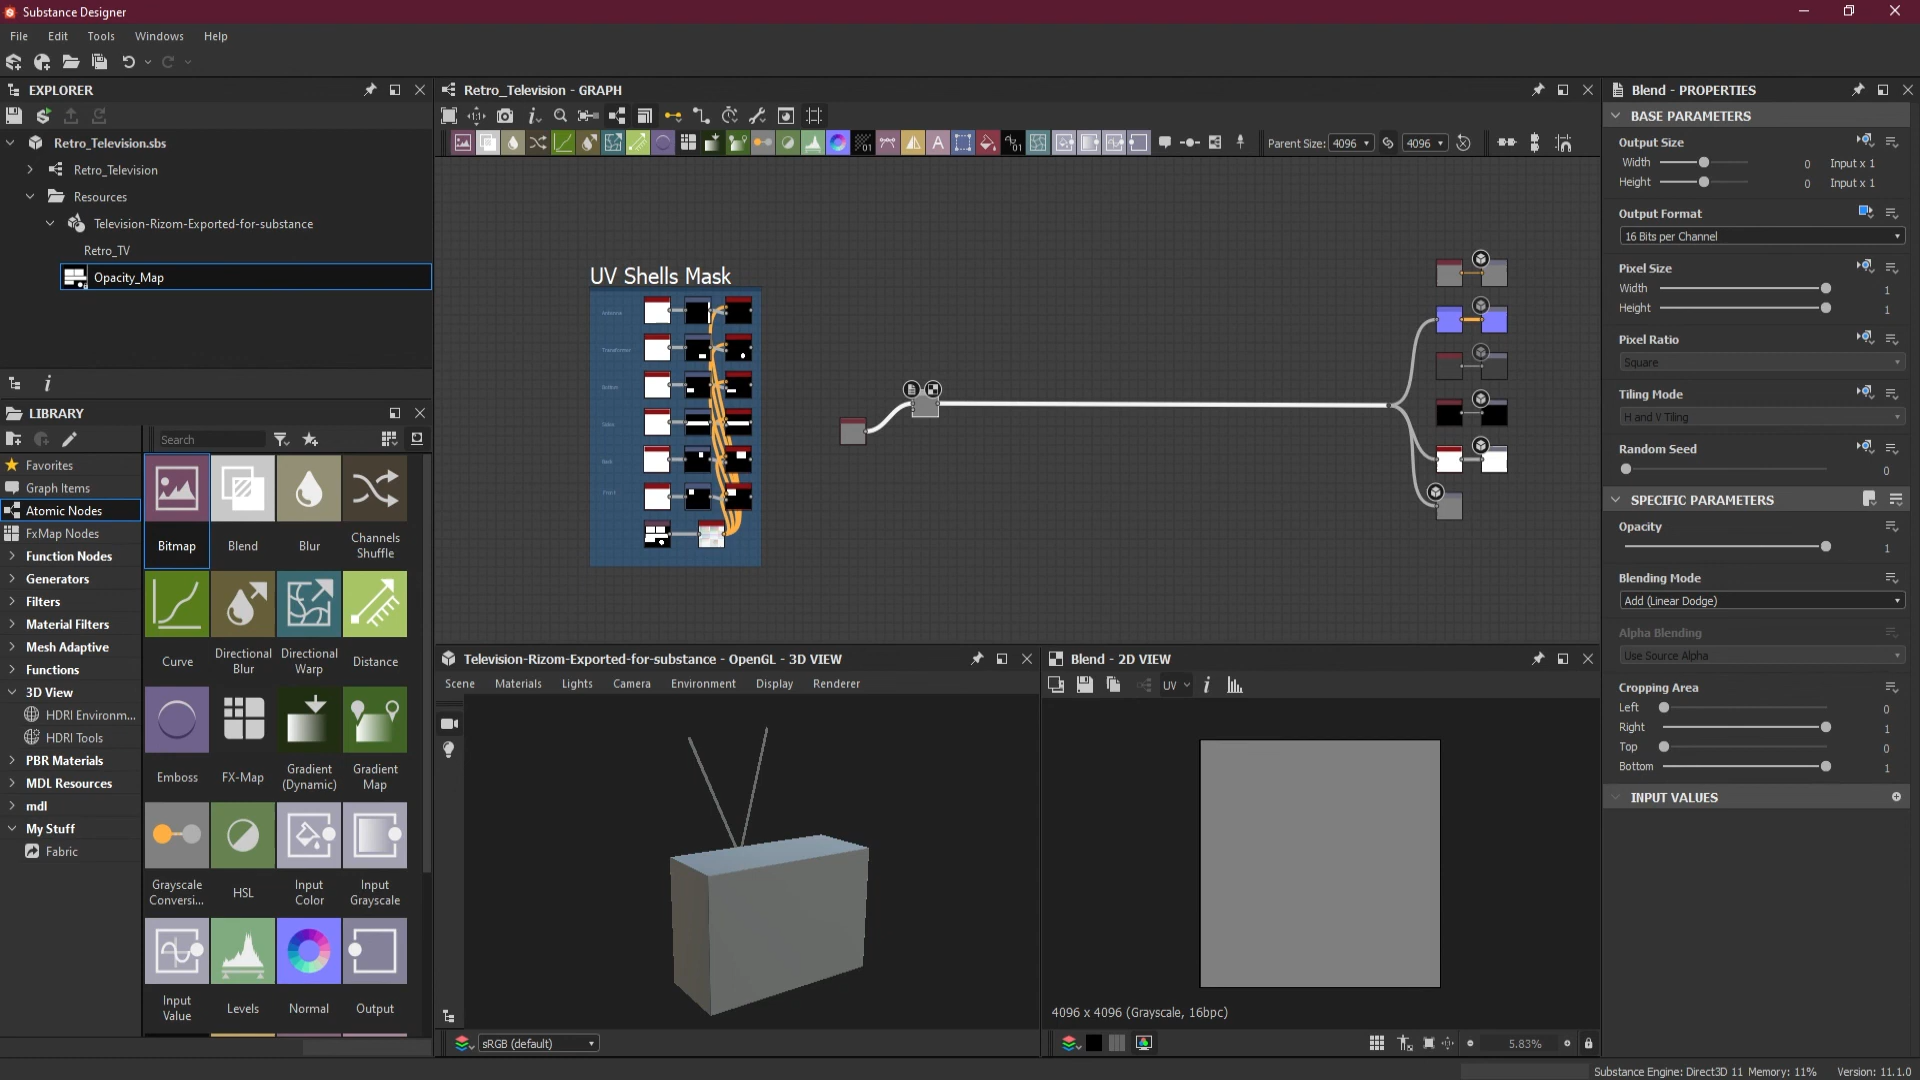 Substance Designer
File Edit Tools Windows Help
EXPLORER
Retro_Television.sbs
Retro_Television
Resources
Television-Rizom-Exported-for-substance
Retro_TV
Opacity_Map
LIBRARY
Search
Favorites
Graph Items
Atomic Nodes
FxMap Nodes
Function Nodes
Generators
Filters
Material Filters
Mesh Adaptive
Functions
3D View
HDRI Environm...
HDRI Tools
PBR Materials
MDL Resources
mdl
My Stuff
Fabric
Bitmap
Blend
Blur
Channels Shuffle
Curve
Directional Blur
Directional Warp
Distance
Emboss
FX-Map
Gradient (Dynamic)
Gradient Map
Grayscale Conversi...
HSL
Input Color
Input Grayscale
Input Value
Levels
Normal
Output
Retro_Television - GRAPH
Parent Size: 4096 4096
UV Shells Mask
Television-Rizom-Exported-for-substance - OpenGL - 3D VIEW
Scene Materials Lights Camera Environment Display Renderer
sRGB (default)
Blend - 2D VIEW
UV
4096 x 4096 (Grayscale, 16bpc)
5.83%
Blend - PROPERTIES
BASE PARAMETERS
Output Size
Width 0 Input x 1
Height 0 Input x 1
Output Format
16 Bits per Channel
Pixel Size
Width 1
Height 1
Pixel Ratio
Square
Tiling Mode
H and V Tiling
Random Seed
0
SPECIFIC PARAMETERS
Opacity
1
Blending Mode
Add (Linear Dodge)
Alpha Blending
Use Source Alpha
Cropping Area
Left 0
Right 1
Top 0
Bottom 1
INPUT VALUES
Substance Engine: Direct3D 11 Memory: 11% Version: 11.1.0